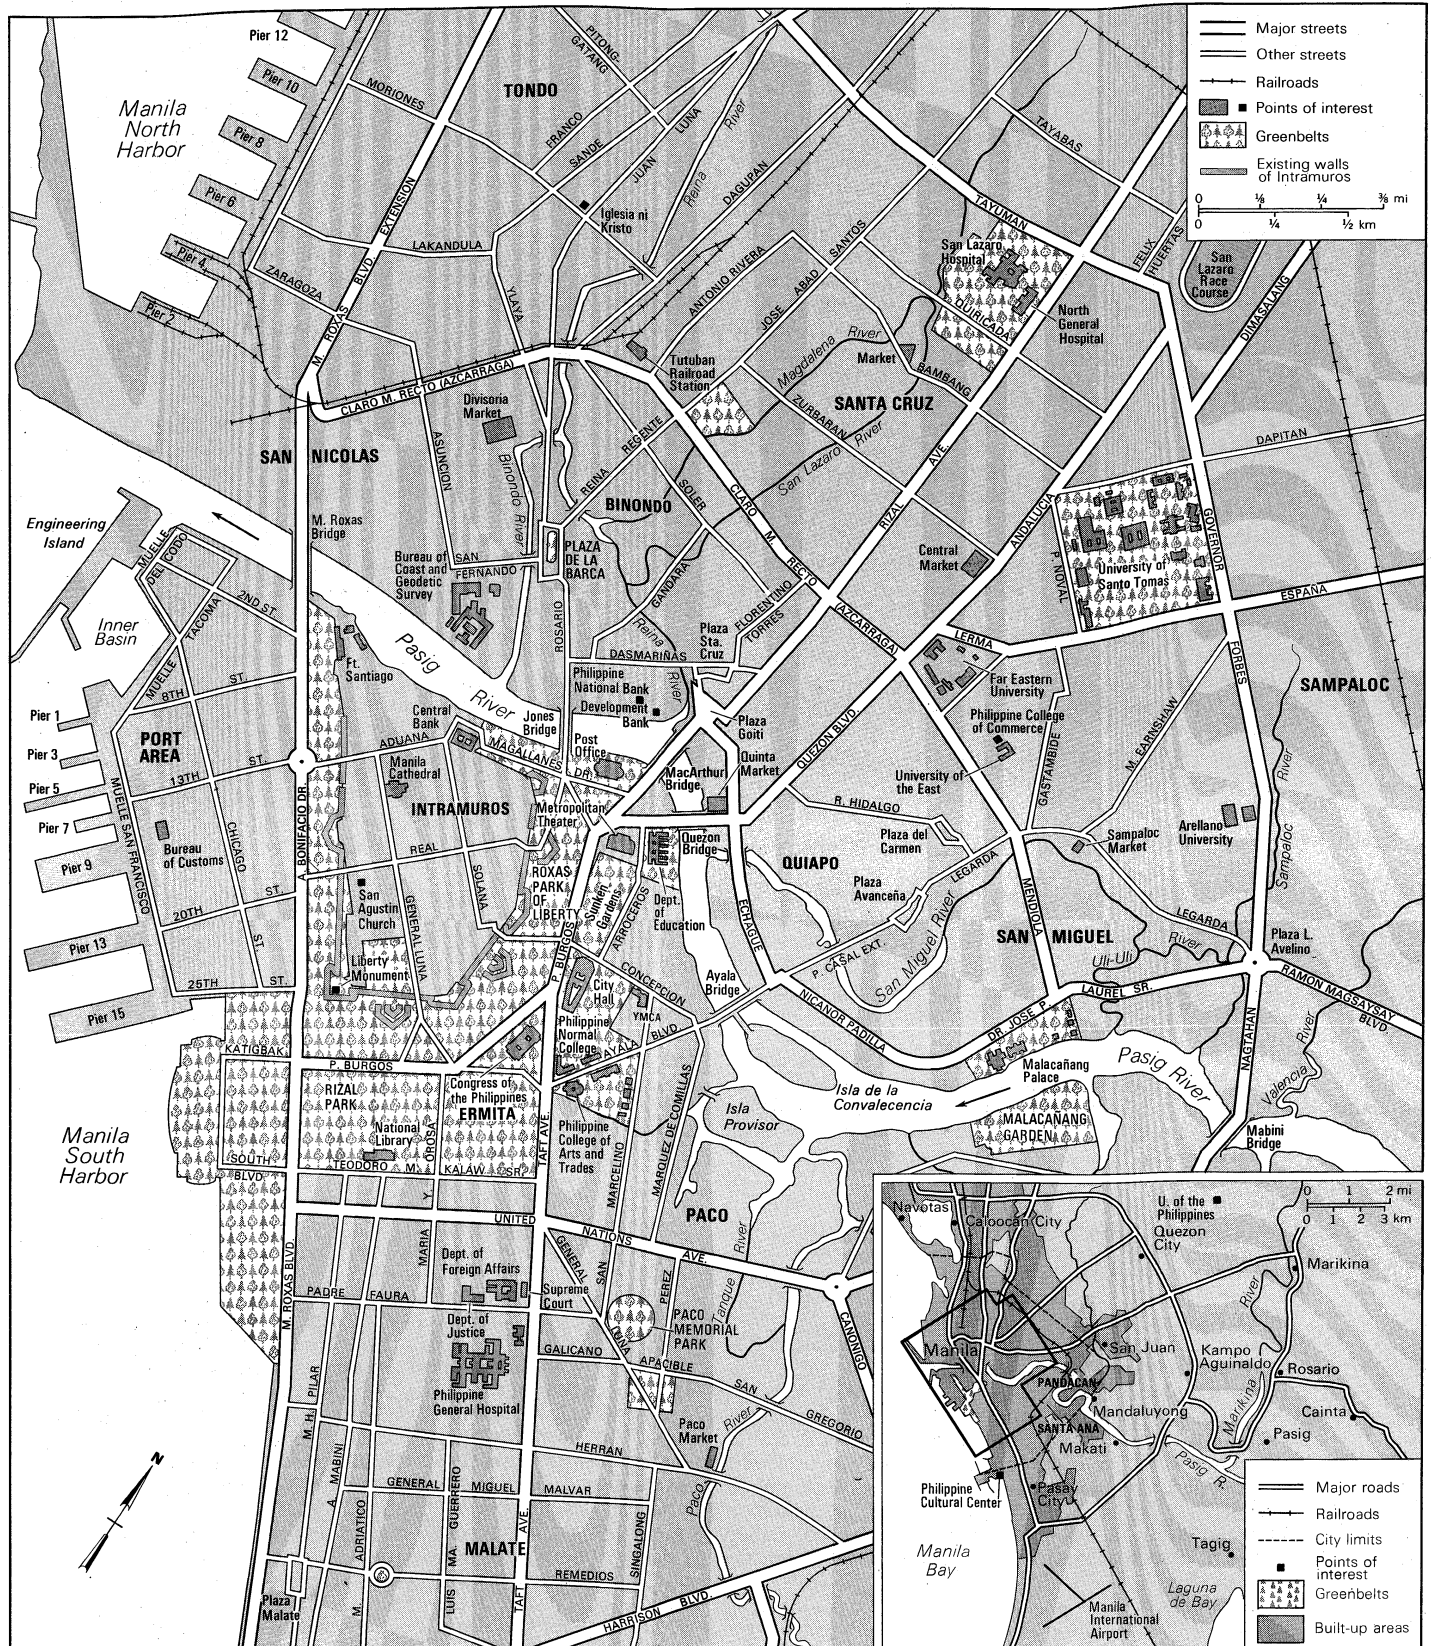 Pier 12
Pier 10
Pier 8
Pier 6
Pier 4
Pier 2
Manila
North
Harbor
MORIONES
PITONG-
GATANG
TONDO
FRANCO
SANDE
JUAN
LUNA
Reina
River
DAGUPAN
Iglesia ni
Kristo
LAKANDULA
ZARAGOZA
YLAYA
M. ROXAS
BLVD.
EXTENSION
ANTONIO RIVERA
JOSE
ABAD
SANTOS
TAYABAS
TAYUMAN
San Lazaro
Hospital
QUIRICADA
North
General
Hospital
FELIX
HUERTAS
San
Lazaro
Race
Course
DIMASALANG
Major streets
Other streets
Railroads
Points of interest
Greenbelts
Existing walls
of Intramuros
0
⅛
¼
⅜ mi
0
¼
½ km
CLARO M. RECTO (AZCARRAGA)
Tutuban
Railroad
Station
Magdalena
River
Market
BAMBANG
ZURBARAN
SANTA CRUZ
San Lazaro
River
Divisoria
Market
ASUNCION
Binondo
River
REINA
REGENTE
SOLER
BINONDO
SAN
NICOLAS
CLARO
M.
RECTO
(AZCARRAGA)
RIZAL
AVE.
ANDALUCIA
Central
Market
DAPITAN
P. NOVAL
University of
Santo Tomas
GOVERNOR
FORBES
ESPAÑA
LERMA
Far Eastern
University
Engineering
Island
MUELLE
DEL CODO
Inner
Basin
TACOMA
MUELLE
2ND ST
M. Roxas
Bridge
Bureau of
Coast and
Geodetic
Survey
SAN
FERNANDO
PLAZA
DE LA
BARCA
GANDARA
Reina
River
ROSARIO
FLORENTINO
TORRES
Plaza
Sta.
Cruz
DASMARIÑAS
Philippine
National Bank
Development
Bank
Pasig
River
Ft.
Santiago
8TH
ST.
Central
Bank
ADUANA
MAGALLANES
DR.
Jones
Bridge
Post
Office
Plaza
Goiti
Quinta
Market
MacArthur
Bridge
QUEZON BLVD.
Philippine College
of Commerce
University of
the East
GASTAMBIDE
M. EARNSHAW
SAMPALOC
Sampaloc
River
Pier 1
Pier 3
Pier 5
Pier 7
Pier 9
Pier 13
Pier 15
PORT
AREA
MUELLE SAN FRANCISCO
13TH
ST.
Bureau
of Customs
CHICAGO
ST.
20TH
ST.
25TH
ST.
A. BONIFACIO DR.
Manila
Cathedral
INTRAMUROS
Metropolitan
Theater
REAL
SOLANA
GENERAL LUNA
San
Agustin
Church
Liberty
Monument
ROXAS
PARK
OF
LIBERTY
Sunken
Gardens
ARROCEROS
Dept.
of
Education
Quezon
Bridge
QUIAPO
R. HIDALGO
Plaza del
Carmen
Plaza
Avanceña
LEGARDA
Sampaloc
Market
Arellano
University
MENDIOLA
SAN
MIGUEL
P. CASAL EXT.
San Miguel River
ECHAGUE
LEGARDA
Uli-Uli
River
Plaza L.
Avelino
RAMON MAGSAYSAY
BLVD.
P. BURGOS
CONCEPCION
City
Hall
YMCA
Ayala
Bridge
NICANOR PADILLA
DR. JOSE P.
LAUREL SR.
NAGTAHAN
Valencia
River
Philippine
Normal
College
AYALA
BLVD
KATIGBAK
P. BURGOS
Congress of
the Philippines
ERMITA
RIZAL
PARK
National
Library
OROSA
Malacañang
Palace
Pasig River
Isla de la
Convalecencia
Isla
Provisor
MALACAÑANG
GARDEN
Mabini
Bridge
Manila
South
Harbor
SOUTH
BLVD.
TEODORO
M.
KALAW
SR.
Y.
MARIA
TAFT AVE.
Philippine
College of
Arts and
Trades
MARCELINO
SAN
MARQUEZ DE COMILLAS
PACO
UNITED
NATIONS
AVE.
GENERAL
LUNA
M. ROXAS BLVD.
Dept. of
Foreign Affairs
PADRE
FAURA
Supreme
Court
Dept. of
Justice
Philippine
General Hospital
PEREZ
PACO
MEMORIAL
PARK
Tanque
River
CANONIGO
GALICANO
APACIBLE
SAN
GREGORIO
Paco
Market
Paco
River
HERRAN
N
M. H. PILAR
A
MABINI
GENERAL
MIGUEL
MALVAR
M.
ADRIATICO
LUIS
MA.
GUERRERO
MALATE
TAFT
AVE.
REMEDIOS
SINGALONG
HARRISON
BLVD.
Plaza
Malate
Navotas
Caloocan City
U. of the
Philippines
Quezon
City
0
1
2 mi
0
1
2
3 km
Marikina
River
Manila
San Juan
Kampo
Aguinaldo
Rosario
PANDACAN
Mandaluyong
Marikina
Cainta
SANTA ANA
Makati
Pasig
Pasig R.
Philippine
Cultural Center
Pasay
City
Manila
Bay
Tagig
Laguna
de Bay
Manila
International
Airport
Major roads
Railroads
City limits
Points of
interest
Greenbelts
Built-up areas